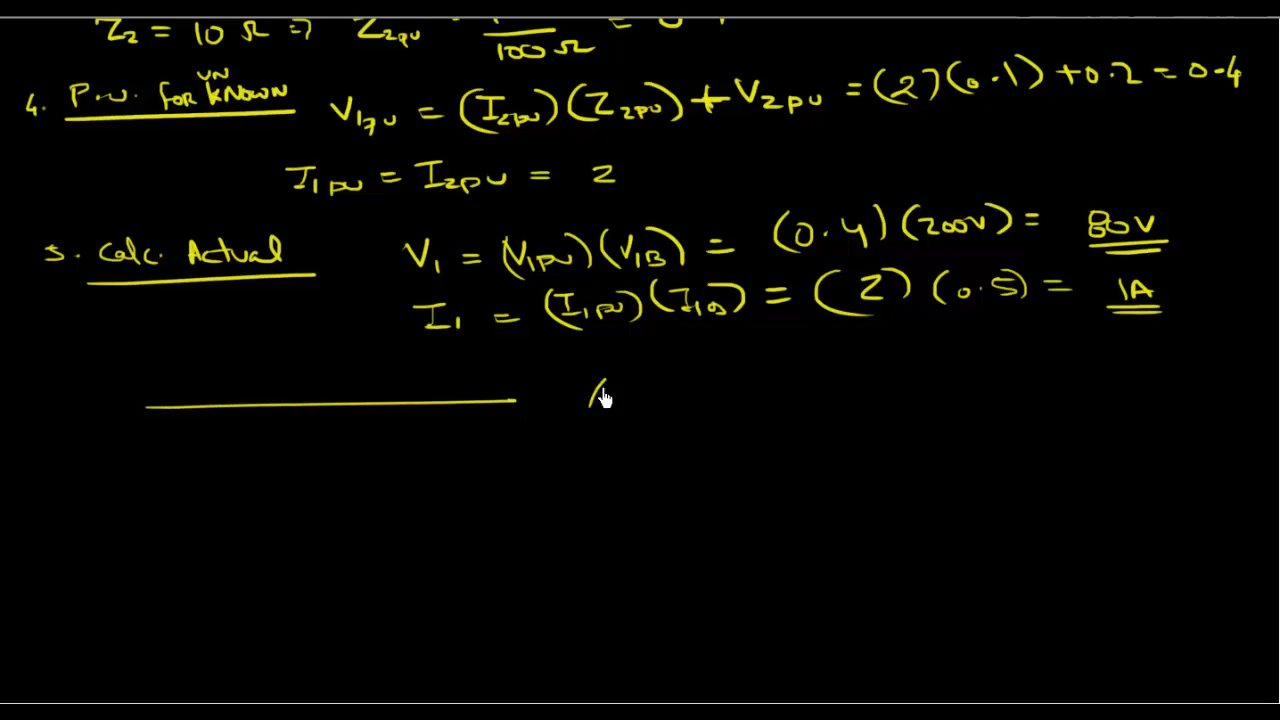 Z2 = 10 Ω ⇒ Z2pu
100 Ω
4. P.U. for UNKNOWN V1pu = (I2pu)(Z2pu) + V2pu = (2)(0.1) + 0.2 = 0.4
I1pu = I2pu = 2
5. Calc. Actual V1 = (V1pu)(V1B) = (0.4)(200V) = 80V
I1 = (I1pu)(I1B) = (2)(0.5) = 1A